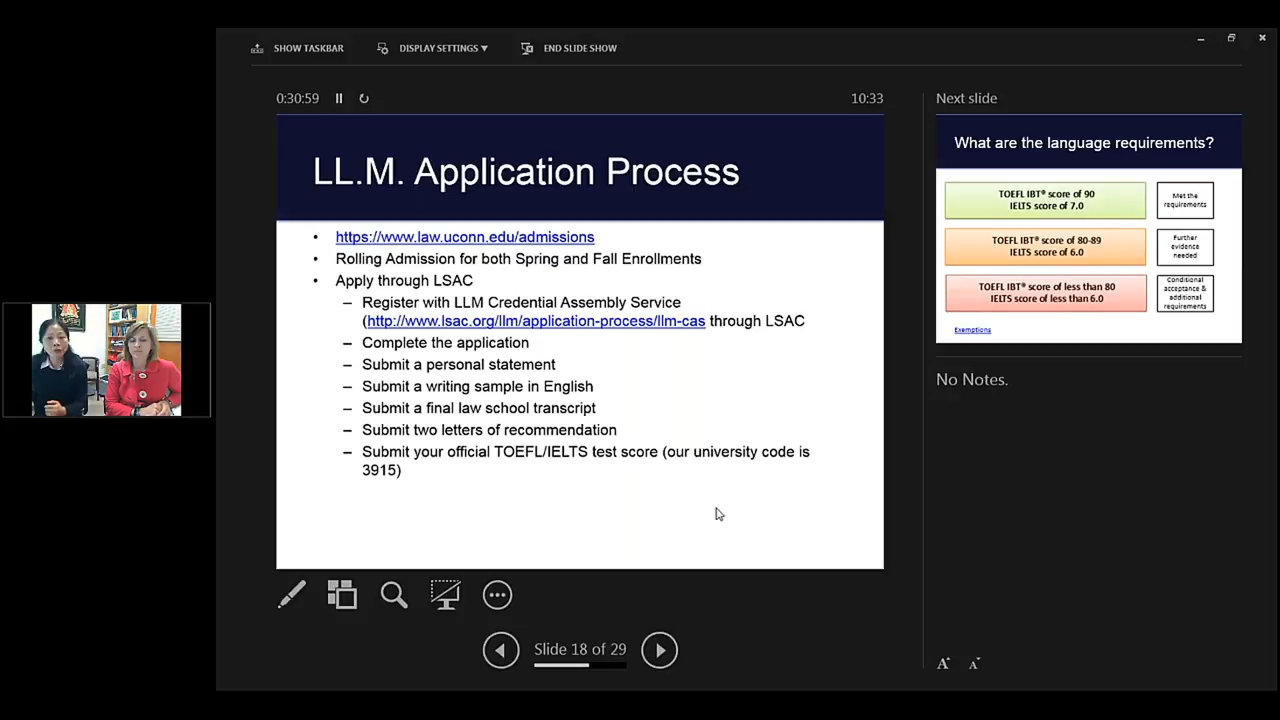 SHOW TASKBAR
DISPLAY SETTINGS ▼
END SLIDE SHOW
0:30:59
10:33
LL.M. Application Process
• https://www.law.uconn.edu/admissions
• Rolling Admission for both Spring and Fall Enrollments
• Apply through LSAC
– Register with LLM Credential Assembly Service
(http://www.lsac.org/llm/application-process/llm-cas through LSAC
– Complete the application
– Submit a personal statement
– Submit a writing sample in English
– Submit a final law school transcript
– Submit two letters of recommendation
– Submit your official TOEFL/IELTS test score (our university code is
3915)
Slide 18 of 29
Next slide
What are the language requirements?
TOEFL IBT® score of 90
IELTS score of 7.0
Met the
requirements
TOEFL IBT® score of 80-89
IELTS score of 6.0
Further
evidence
needed
TOEFL IBT® score of less than 80
IELTS score of less than 6.0
Conditional
acceptance &
additional
requirements
Exemptions
No Notes.
A A